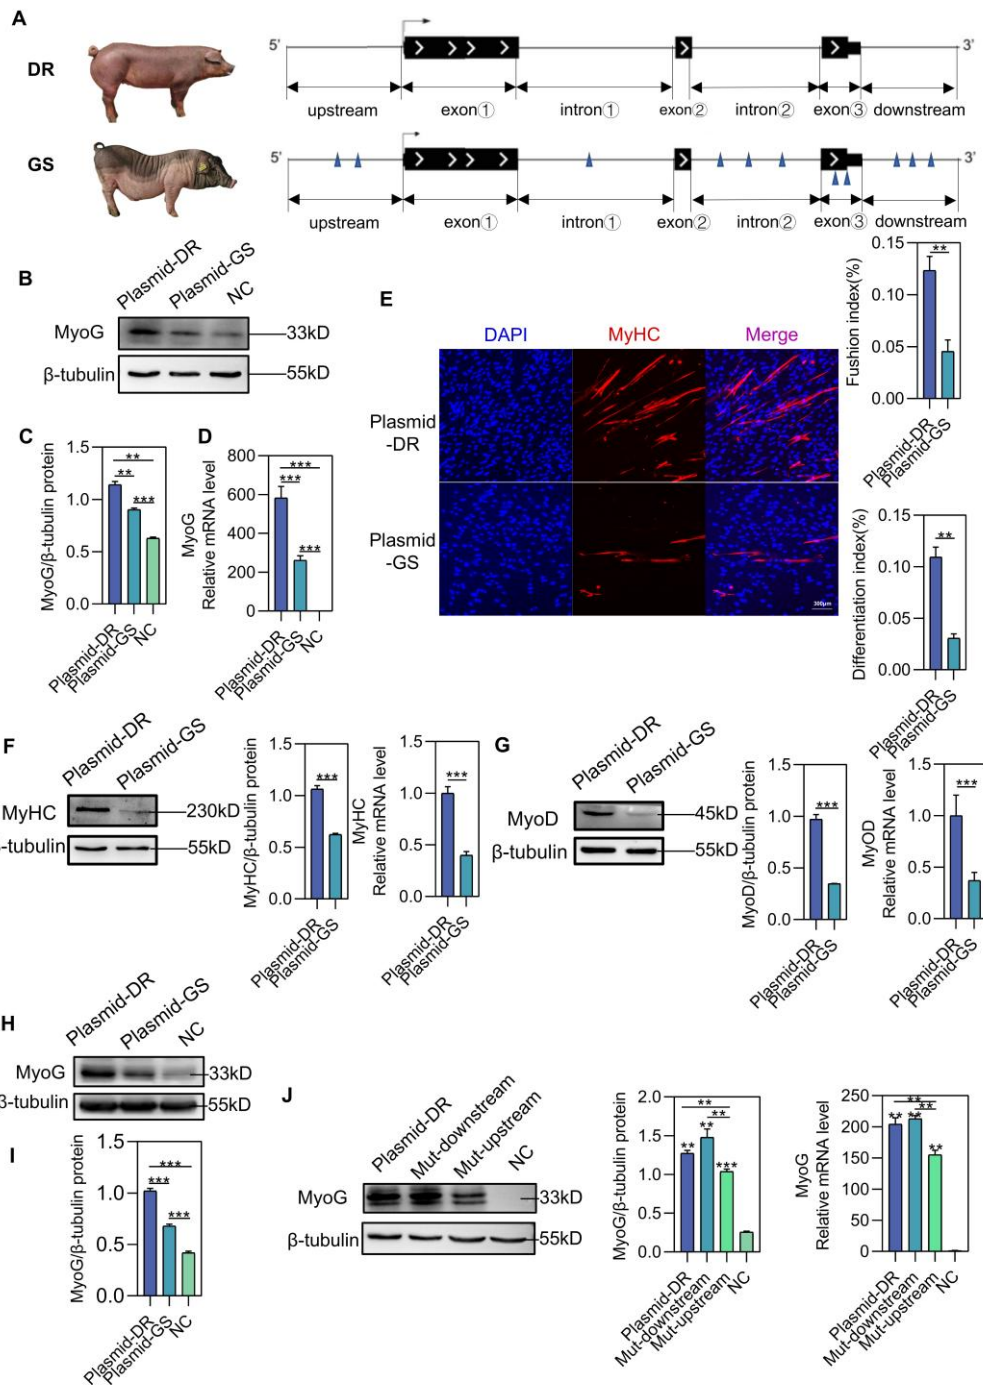 A
DR
5'
3'
upstream
exon①
intron①
exon②
intron②
exon③
downstream
GS
5'
3'
upstream
exon①
intron①
exon②
intron②
exon③
downstream
B
Plasmid-DR
Plasmid-GS
NC
MyoG
33kD
β-tubulin
55kD
C
MyoG/β-tubulin protein
1.5
1.0
0.5
0.0
**
**
***
Plasmid-DR
Plasmid-GS
NC
D
MyoG
Relative mRNA level
800
600
400
200
0
***
***
***
Plasmid-DR
Plasmid-GS
NC
E
DAPI
MyHC
Merge
Plasmid
-DR
Plasmid
-GS
300μm
Fushion index(%)
0.15
0.10
0.05
0.00
**
Plasmid-DR
Plasmid-GS
Differentiation index(%)
0.15
0.10
0.05
0.00
**
Plasmid-DR
Plasmid-GS
F
Plasmid-DR
Plasmid-GS
MyHC
230kD
-tubulin
55kD
MyHC/β-tubulin protein
1.5
1.0
0.5
0.0
***
Plasmid-DR
Plasmid-GS
MyHC
Relative mRNA level
1.5
1.0
0.5
0.0
***
Plasmid-DR
Plasmid-GS
G
Plasmid-DR
Plasmid-GS
MyoD
45kD
β-tubulin
55kD
MyoD/β-tubulin protein
1.5
1.0
0.5
0.0
***
Plasmid-DR
Plasmid-GS
MyOD
Relative mRNA level
1.5
1.0
0.5
0.0
***
Plasmid-DR
Plasmid-GS
H
Plasmid-DR
Plasmid-GS
NC
MyoG
33kD
β-tubulin
55kD
I
MyoG/β-tubulin protein
1.5
1.0
0.5
0.0
***
***
***
Plasmid-DR
Plasmid-GS
NC
J
Plasmid-DR
Mut-downstream
Mut-upstream
NC
MyoG
33kD
β-tubulin
55kD
MyoG/β-tubulin protein
2.0
1.5
1.0
0.5
0.0
**
**
**
**
***
Plasmid-DR
Mut-downstream
Mut-upstream
NC
MyoG
Relative mRNA level
250
200
150
100
50
0
**
**
**
**
**
Plasmid-DR
Mut-downstream
Mut-upstream
NC